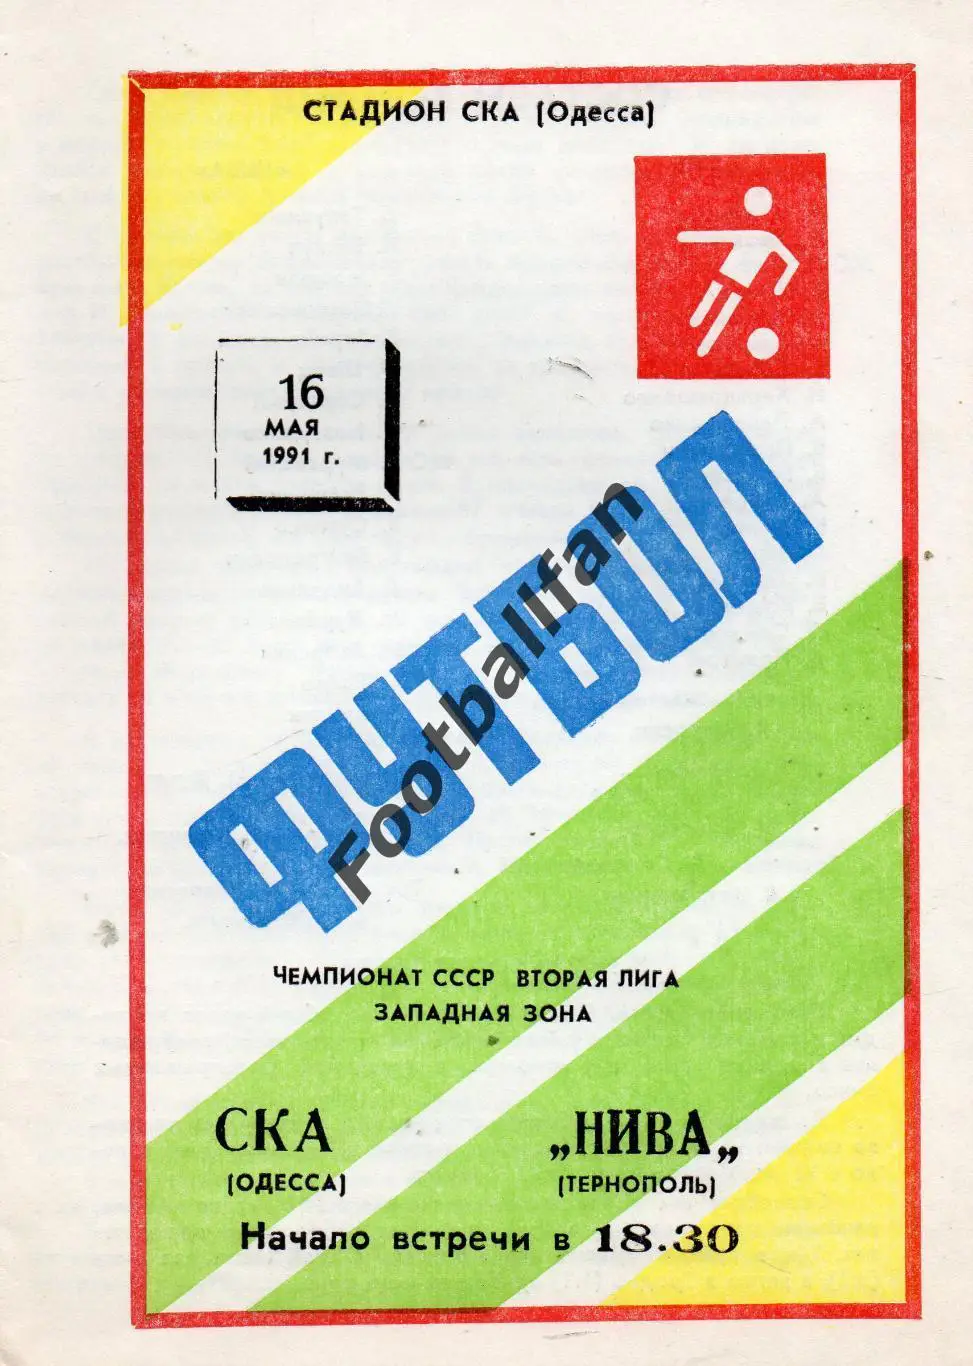 СТАДИОН СКА (Одесса)
16
МАЯ
1991 г.
ФУТБОЛ
Footballfan
ЧЕМПИОНАТ СССР ВТОРАЯ ЛИГА
ЗАПАДНАЯ ЗОНА
СКА „НИВА„
(ОДЕССА) (ТЕРНОПОЛЬ)
Начало встречи в 18.30